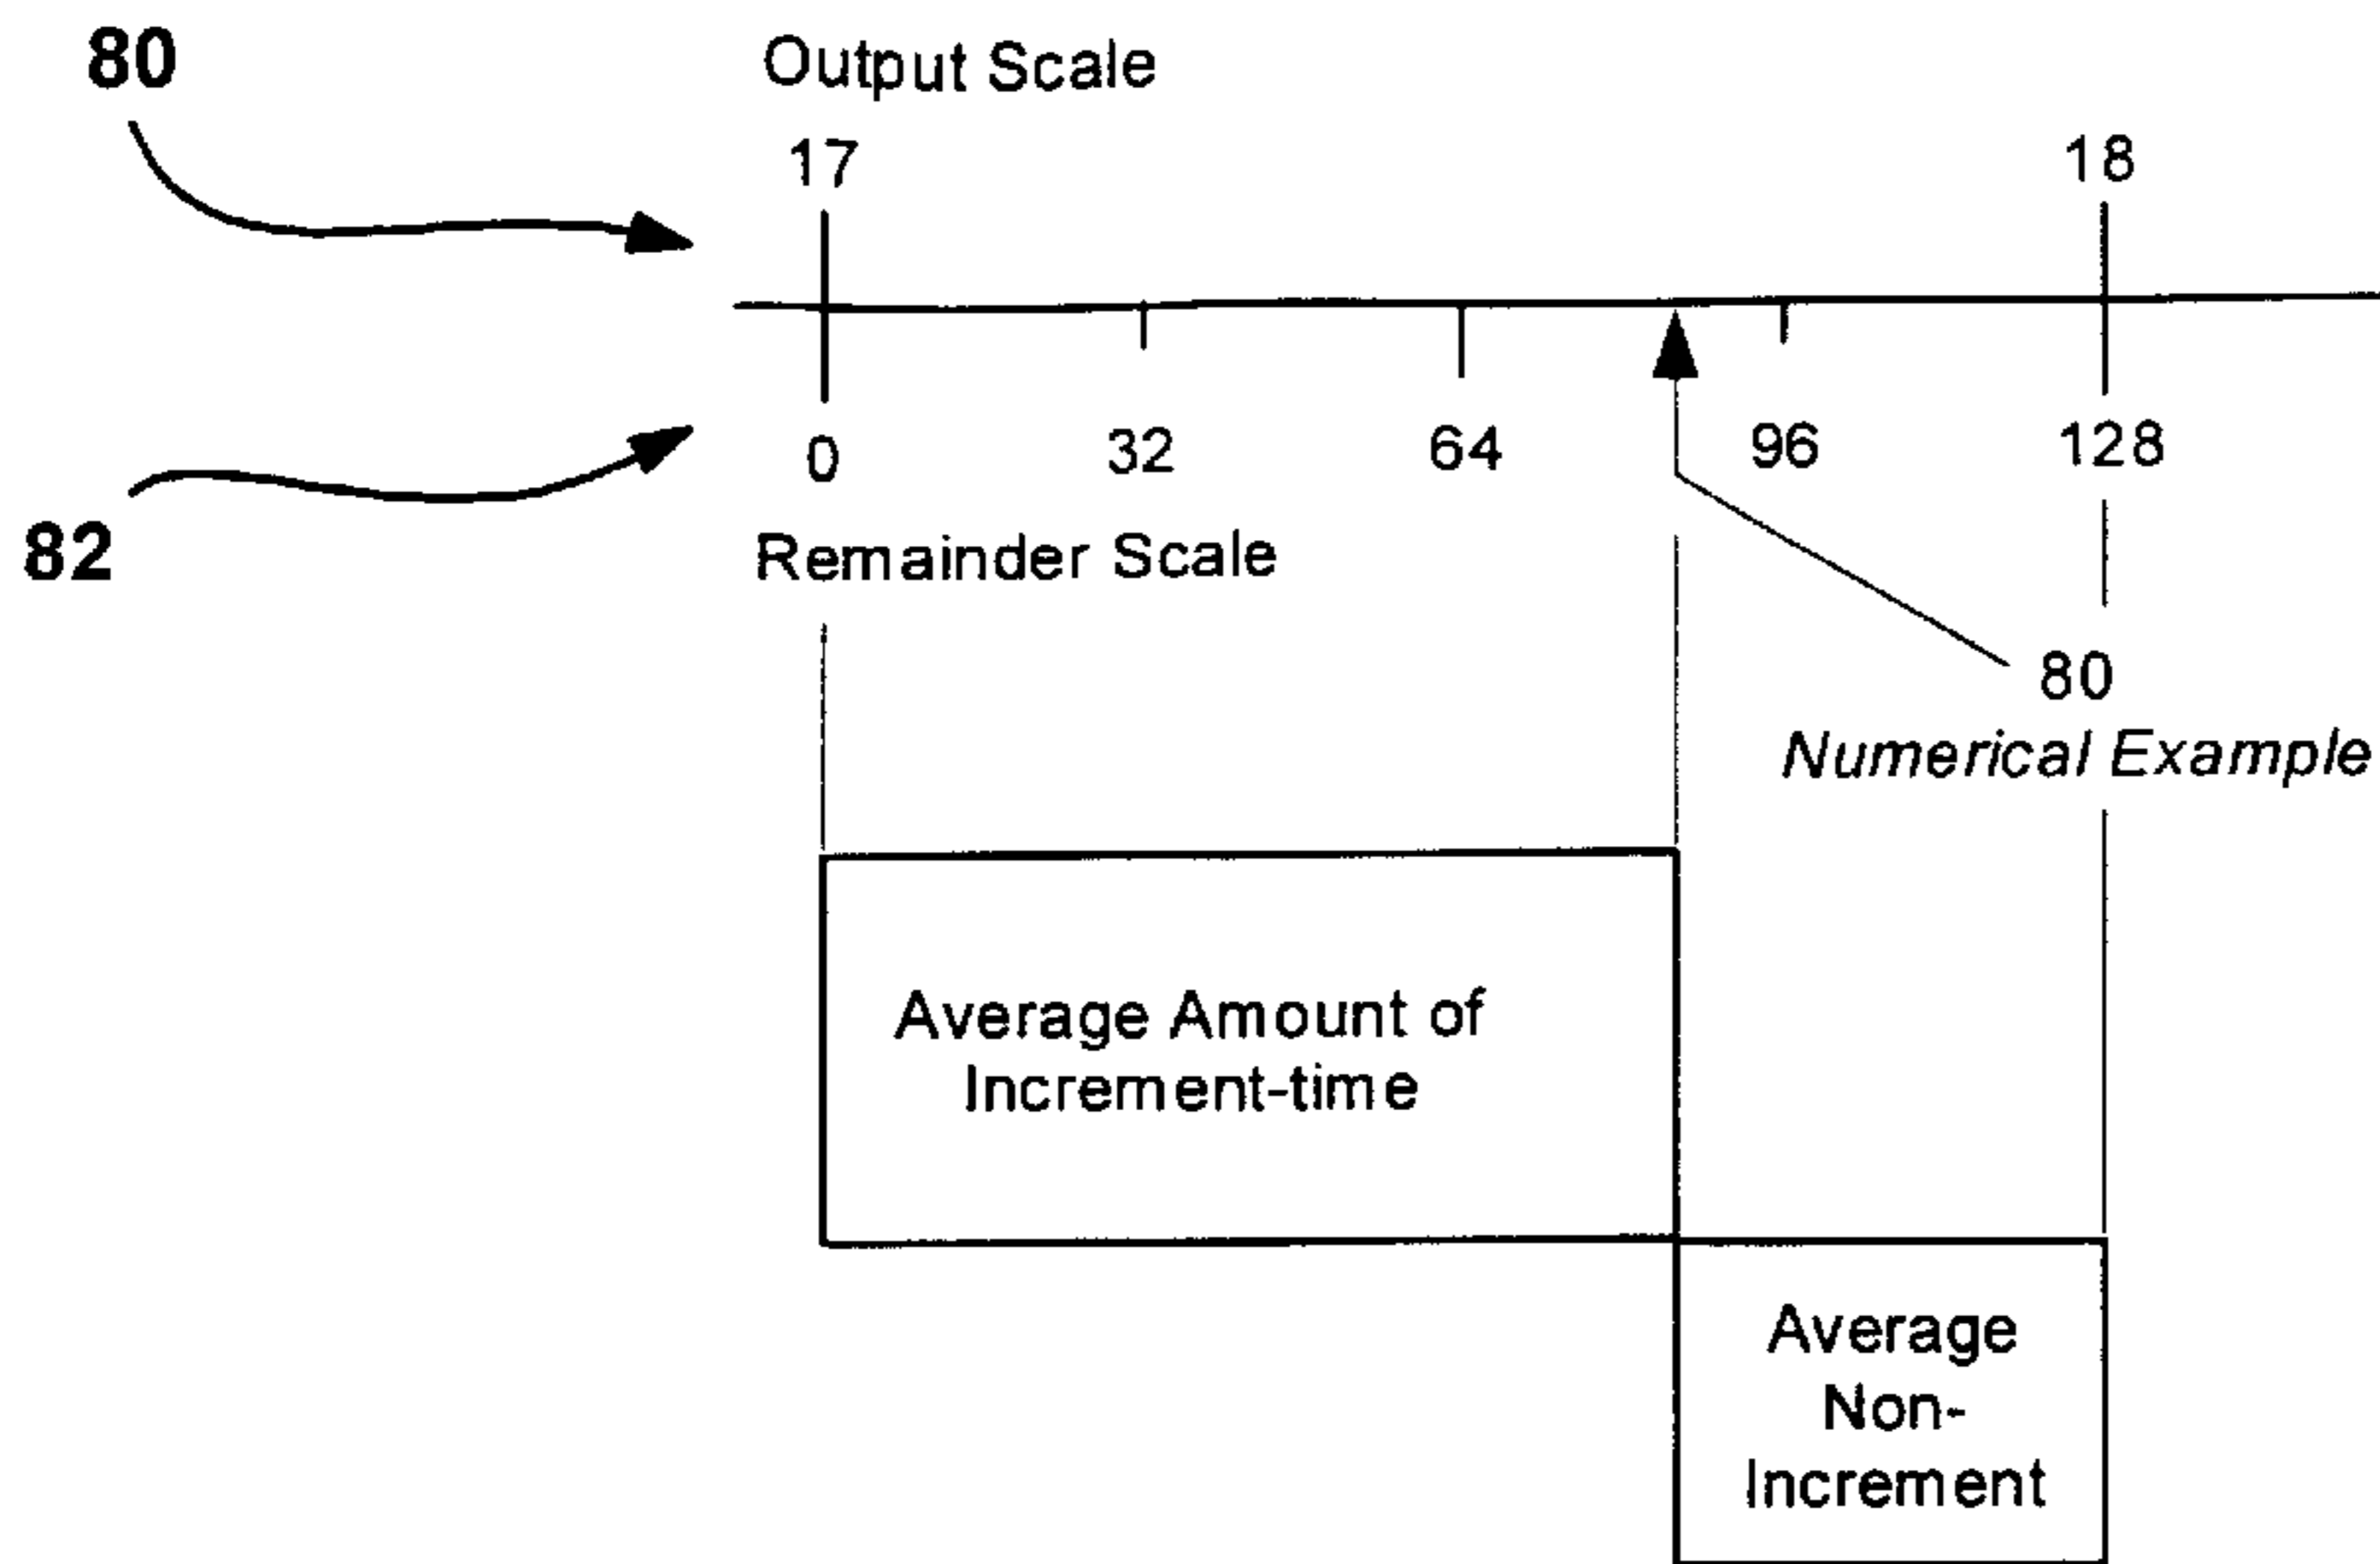 80
Output Scale
17
18
0
32
64
96
128
82
Remainder Scale
80
Numerical Example
Average Amount of
Increment-time
Average
Non-
Increment